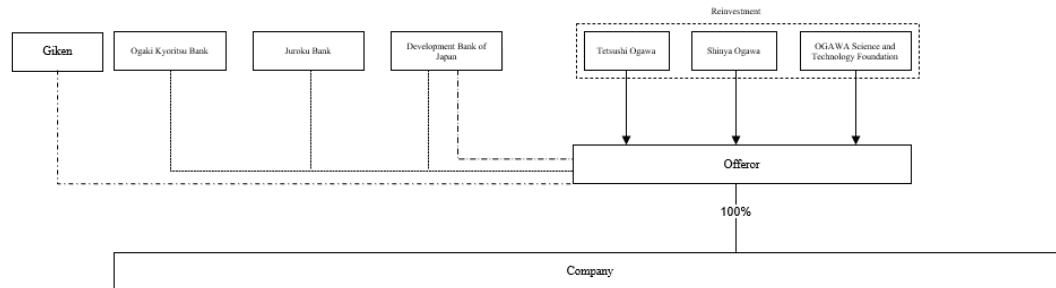 Reinvestment
Giken
Ogaki Kyoritsu Bank
Juroku Bank
Development Bank of
Japan
Tetsushi Ogawa
Shinya Ogawa
OGAWA Science and
Technology Foundation
Offeror
100%
Company